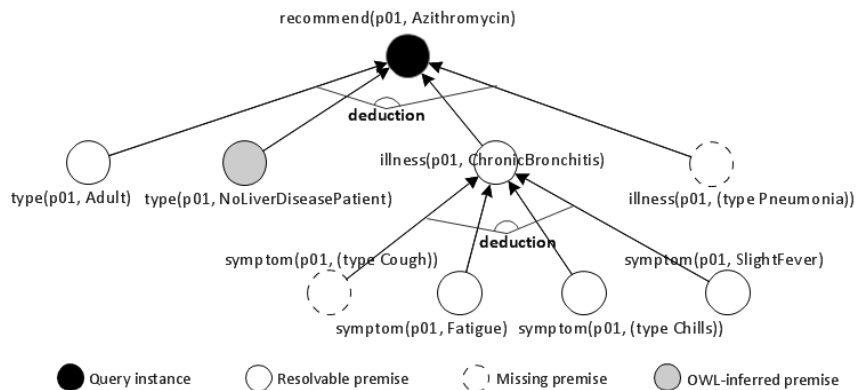 recommend(p01, Azithromycin)
deduction
illness(p01, ChronicBronchitis)
type(p01, Adult)
type(p01, NoLiverDiseasePatient)
illness(p01, (type Pneumonia))
deduction
symptom(p01, (type Cough))
symptom(p01, SlightFever)
symptom(p01, Fatigue)
symptom(p01, (type Chills))
Query instance
Resolvable premise
Missing premise
OWL-inferred premise